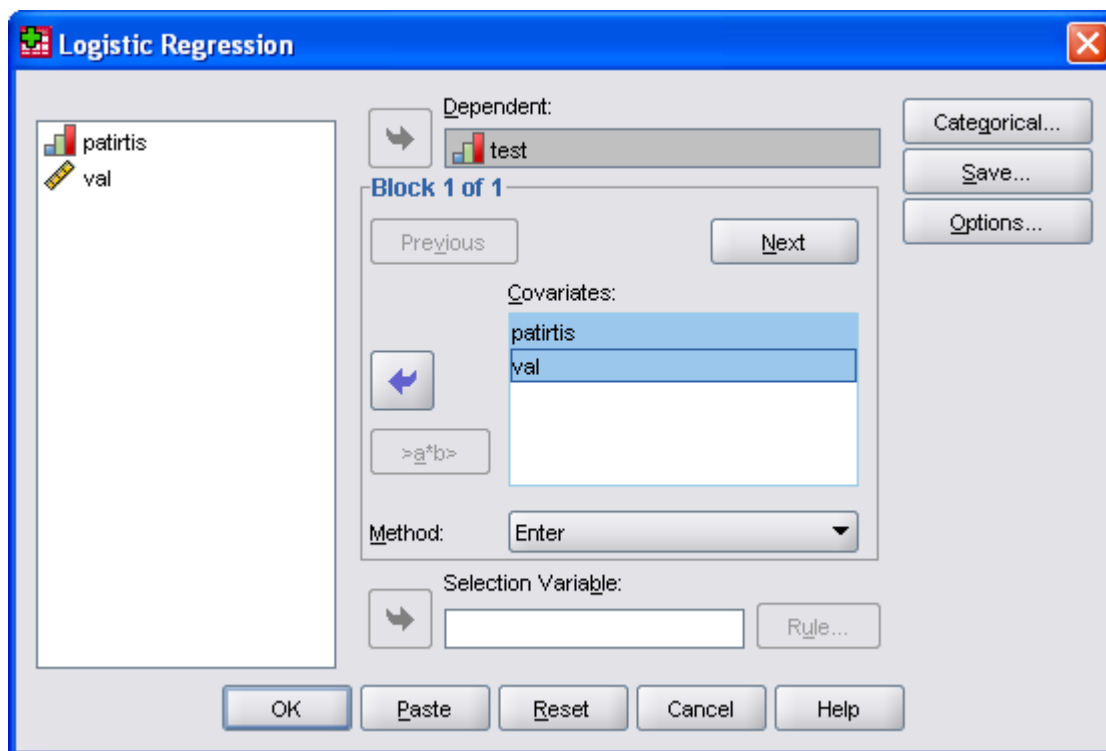 Logistic Regression
patirtis
val
Dependent:
test
Block 1 of 1
Previous
Next
Covariates:
patirtis
val
>a*b>
Method:
Enter
Selection Variable:
Rule...
Categorical...
Save...
Options...
OK
Paste
Reset
Cancel
Help